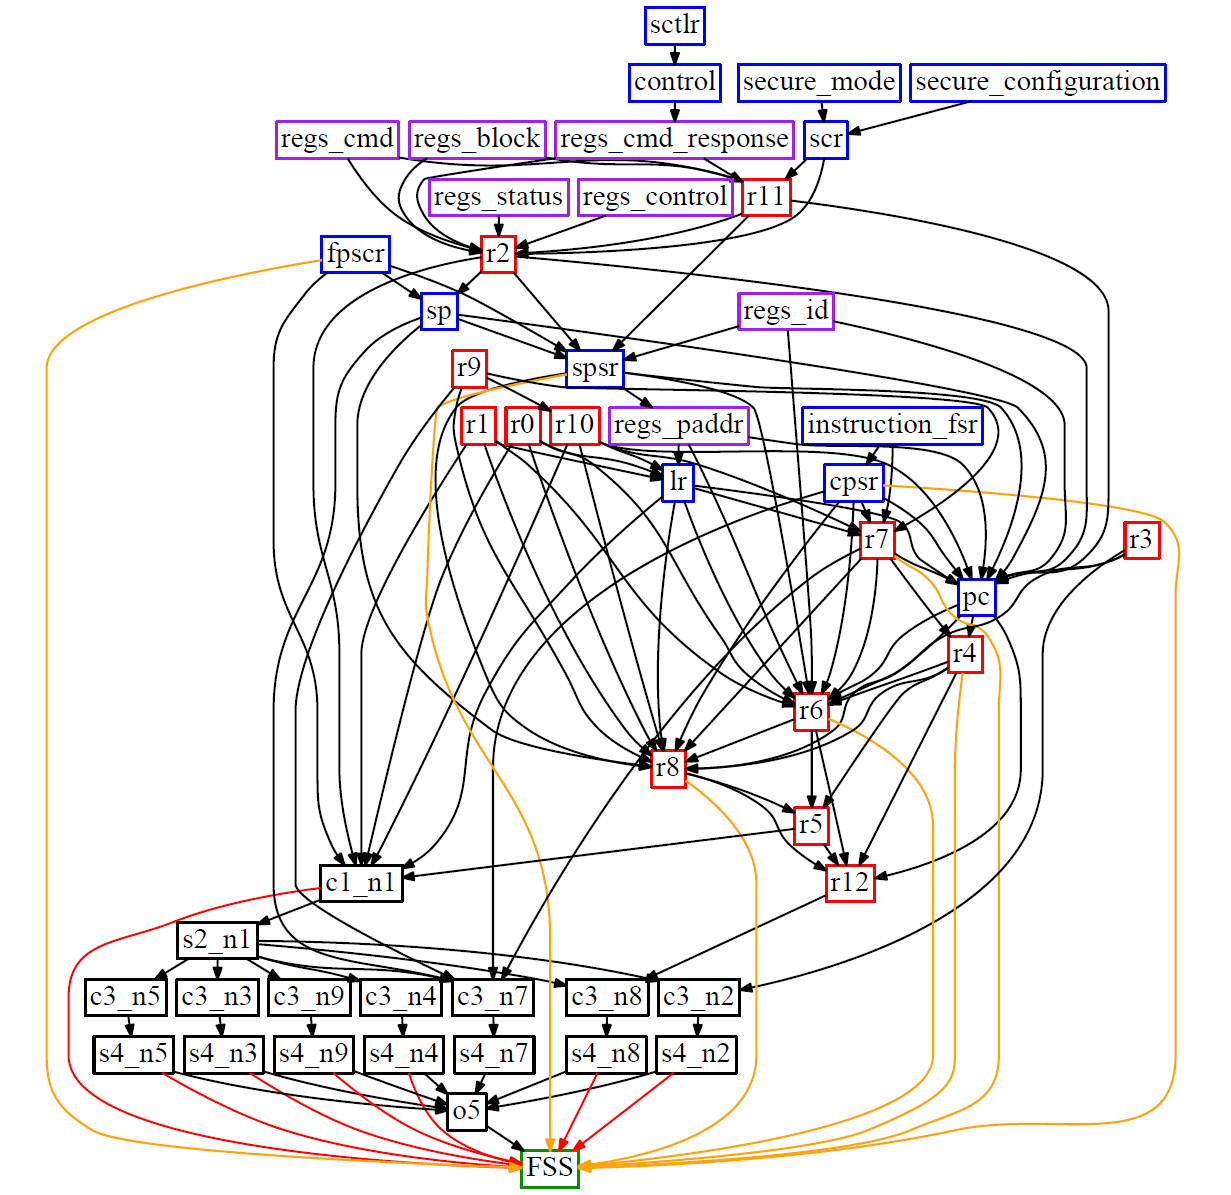 sctlr
control
secure_mode
secure_configuration
regs_cmd
regs_block
regs_cmd_response
scr
regs_status
regs_control
r11
fpscr
r2
sp
regs_id
r9
spsr
r1
r0
r10
regs_paddr
instruction_fsr
lr
cpsr
r7
r3
pc
r4
r6
r8
r5
c1_n1
r12
s2_n1
c3_n5
c3_n3
c3_n9
c3_n4
c3_n7
c3_n8
c3_n2
s4_n5
s4_n3
s4_n9
s4_n4
s4_n7
s4_n8
s4_n2
o5
FSS